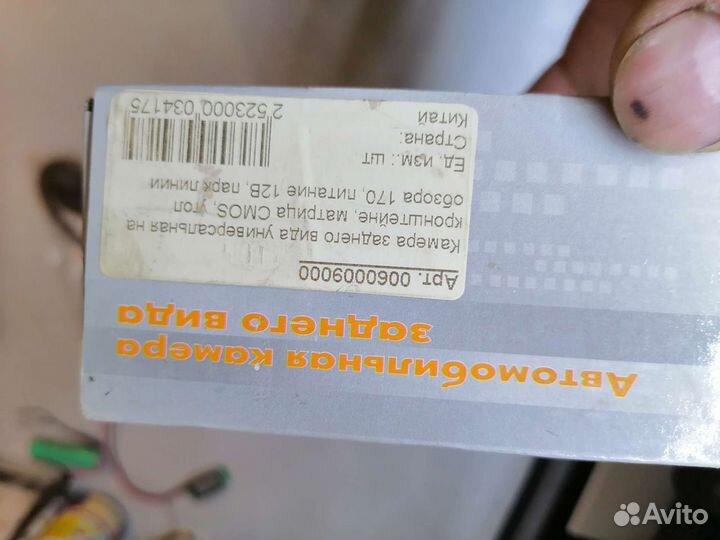 Автомобильная камера
заднего вида
Арт. 0060009000
Камера заднего вида универсальная на
кронштейне, матрица CMOS, угол
обзора 170, питание 12В, парк.линии
Ед. изм.: шт
Страна:
Китай
2 523000 034175
Avito